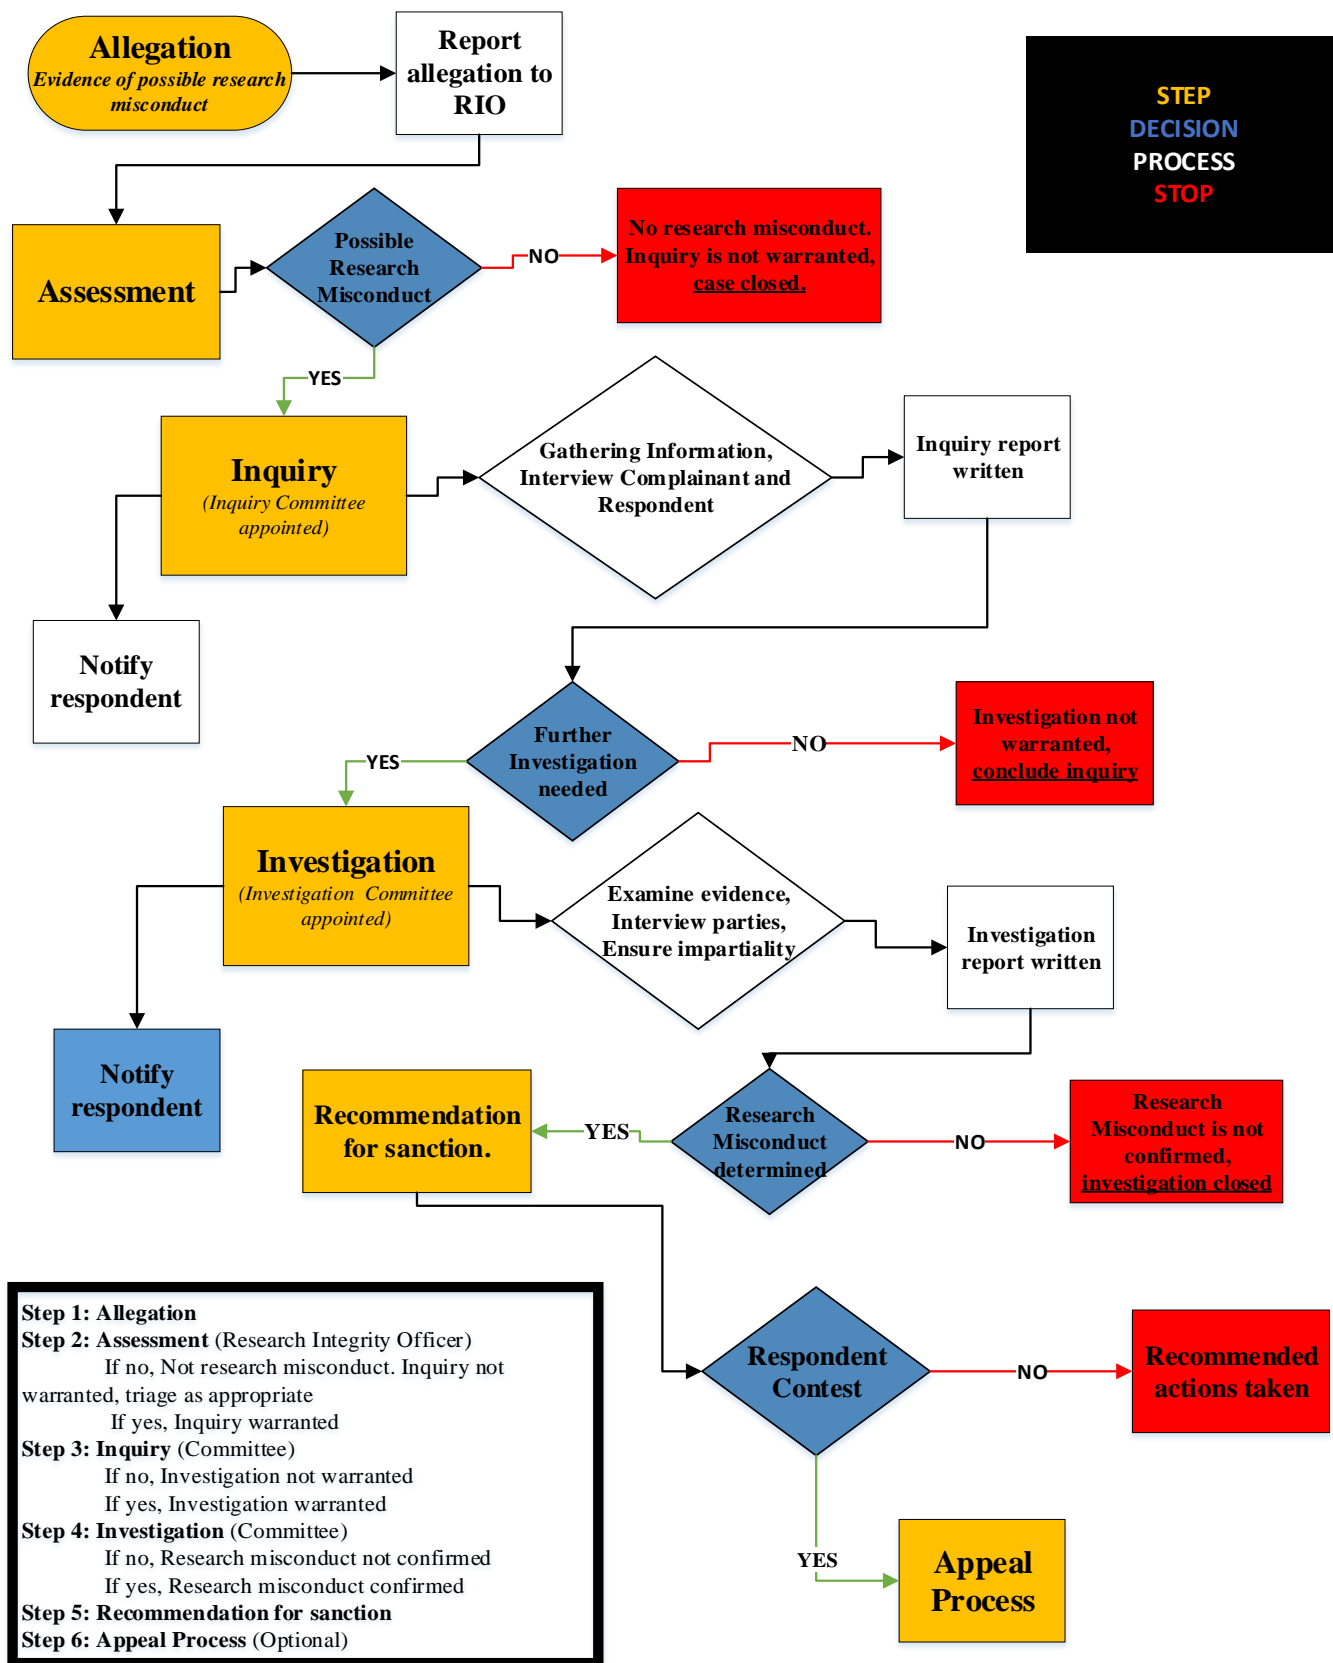 Allegation
Evidence of possible research
misconduct
Report
allegation to
RIO
STEP
DECISION
PROCESS
STOP
Assessment
Possible
Research
Misconduct
NO
No research misconduct.
Inquiry is not warranted,
case closed.
YES
Inquiry
(Inquiry Committee
appointed)
Gathering Information,
Interview Complainant and
Respondent
Inquiry report
written
Notify
respondent
Further
Investigation
needed
NO
Investigation not
warranted,
conclude inquiry
YES
Investigation
(Investigation Committee
appointed)
Examine evidence,
Interview parties,
Ensure impartiality
Investigation
report written
Notify
respondent
Recommendation
for sanction.
YES
Research
Misconduct
determined
NO
Research
Misconduct is not
confirmed,
investigation closed
Respondent
Contest
NO
Recommended
actions taken
YES
Appeal
Process
Step 1: Allegation
Step 2: Assessment (Research Integrity Officer)
If no, Not research misconduct. Inquiry not
warranted, triage as appropriate
If yes, Inquiry warranted
Step 3: Inquiry (Committee)
If no, Investigation not warranted
If yes, Investigation warranted
Step 4: Investigation (Committee)
If no, Research misconduct not confirmed
If yes, Research misconduct confirmed
Step 5: Recommendation for sanction
Step 6: Appeal Process (Optional)